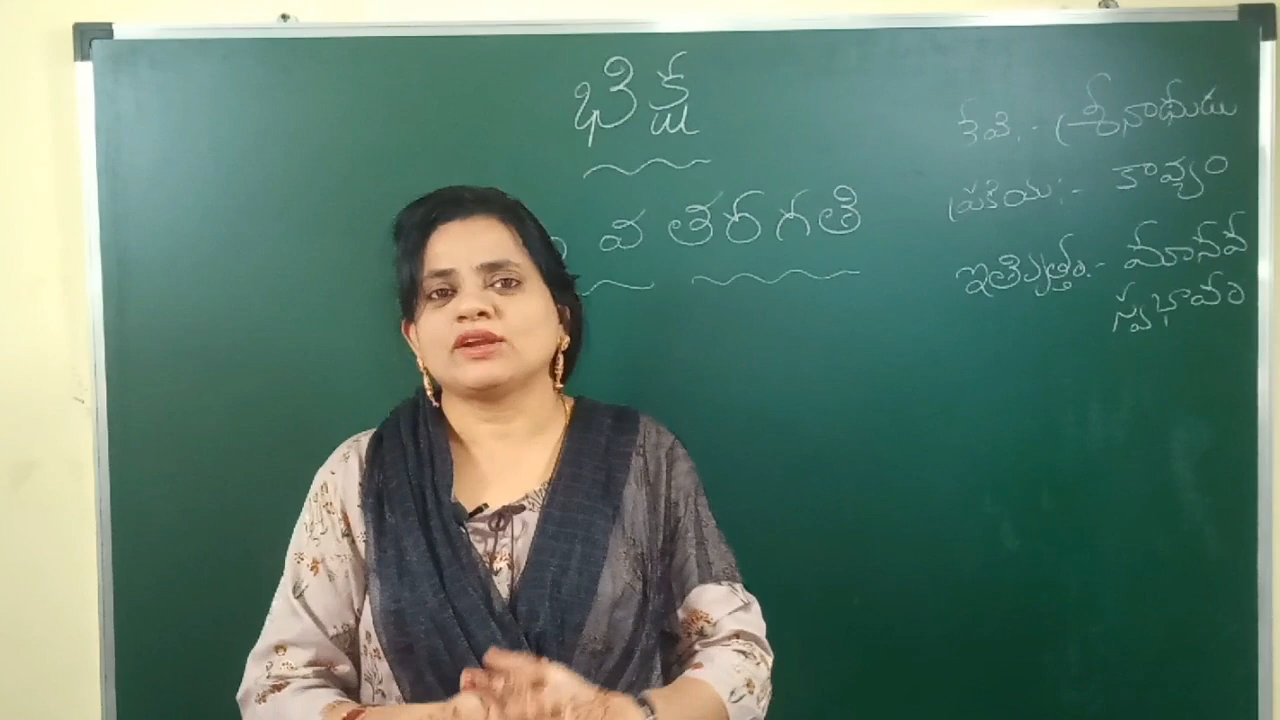 భిక్ష
వ తరగతి
కవి :- శ్రీనాథుడు
ప్రక్రియ :- కావ్యం
ఇతివృత్తం :- మానవ
స్వభావం